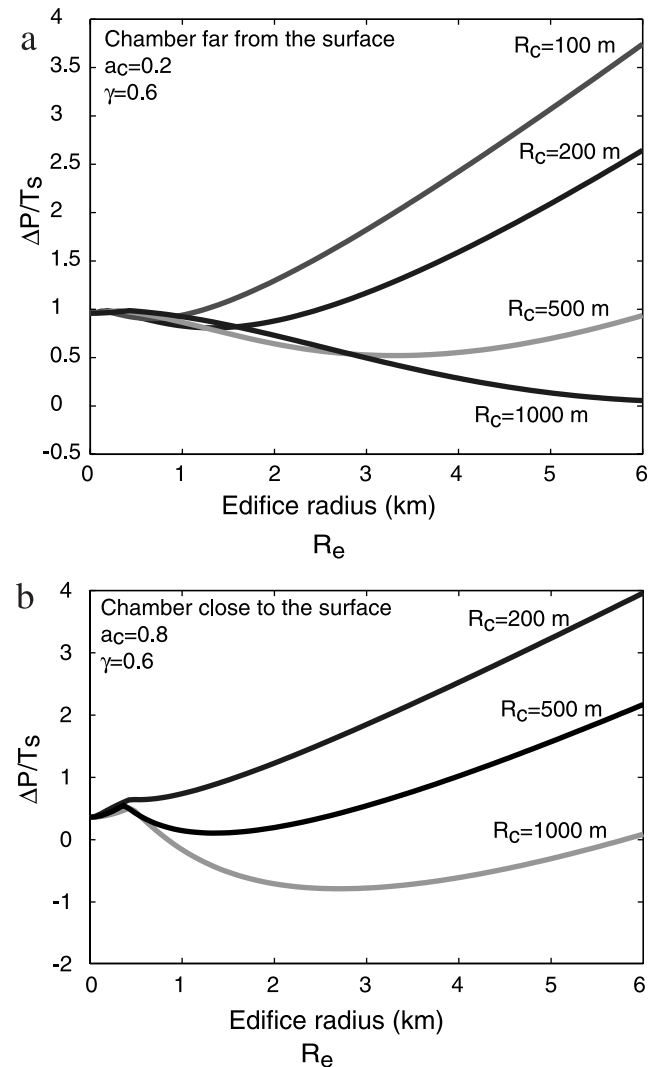 a
4
3.5
3
2.5
2
1.5
1
0.5
0
-0.5
ΔP/Ts
Chamber far from the surface
ac=0.2
γ=0.6
Rc=100 m
Rc=200 m
Rc=500 m
Rc=1000 m
0 1 2 3 4 5 6
Edifice radius (km)
Re
b
4
3
2
1
0
-1
-2
ΔP/Ts
Chamber close to the surface
ac=0.8
γ=0.6
Rc=200 m
Rc=500 m
Rc=1000 m
0 1 2 3 4 5 6
Edifice radius (km)
Re